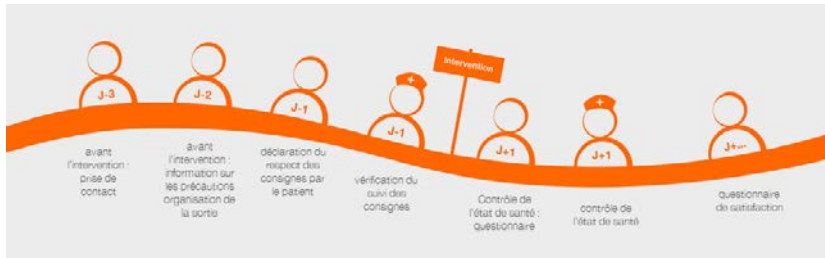 J-3
avant
l'intervention :
prise de
contact
J-2
avant
l'intervention :
information sur
les précautions
organisation de
la sortie
J-1
déclaration du
respect des
consignes par
le patient
J-1
vérification du
suivi des
consignes
Intervention
J+1
Contrôle de
l'état de santé :
questionnaire
J+1
contrôle de
l'état de santé
J+...
questionnaire
de satisfaction